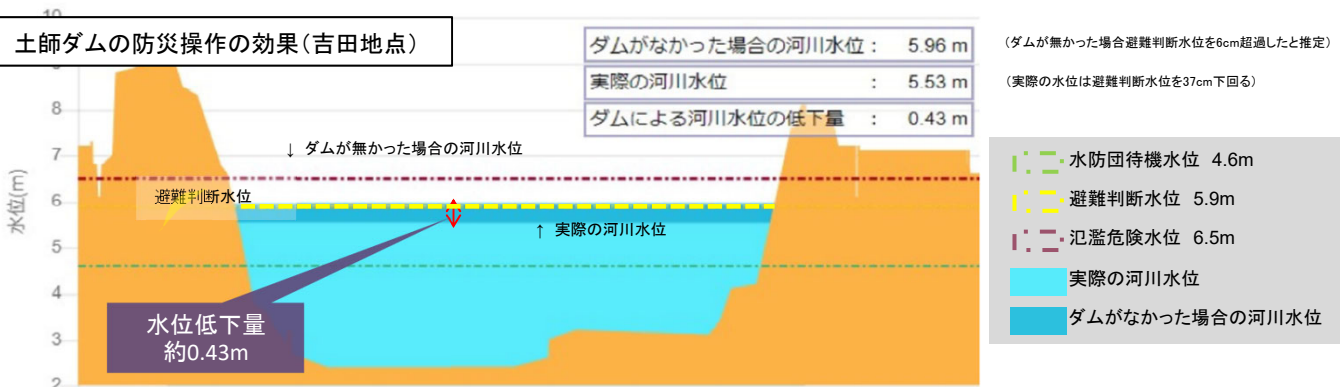 10
土師ダムの防災操作の効果(吉田地点)
ダムがなかった場合の河川水位 : 5.96 m
実際の河川水位 : 5.53 m
ダムによる河川水位の低下量 : 0.43 m
(ダムが無かった場合避難判断水位を6cm超過したと推定)
(実際の水位は避難判断水位を37cm下回る)
水位(m)
9
8
7
6
5
4
3
2
↓ ダムが無かった場合の河川水位
避難判断水位
↑ 実際の河川水位
水位低下量
約0.43m
水防団待機水位 4.6m
避難判断水位 5.9m
氾濫危険水位 6.5m
実際の河川水位
ダムがなかった場合の河川水位